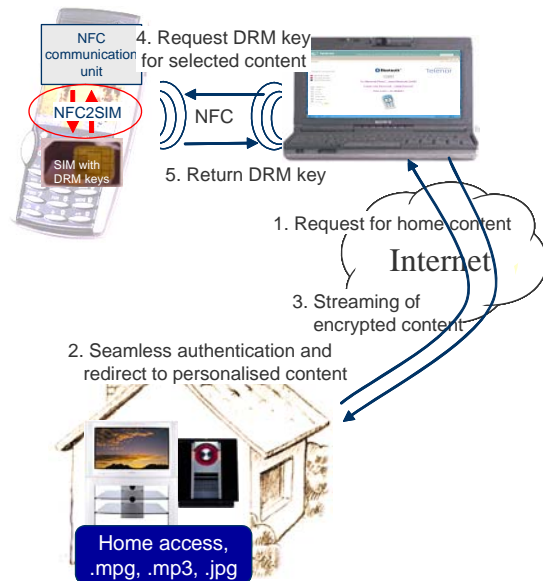 NFC
communication
unit
4. Request DRM key
for selected content
NFC2SIM
NFC
SIM with
DRM keys
5. Return DRM key
1. Request for home content
Internet
3. Streaming of
encrypted content
2. Seamless authentication and
redirect to personalised content
Home access,
.mpg, .mp3, .jpg